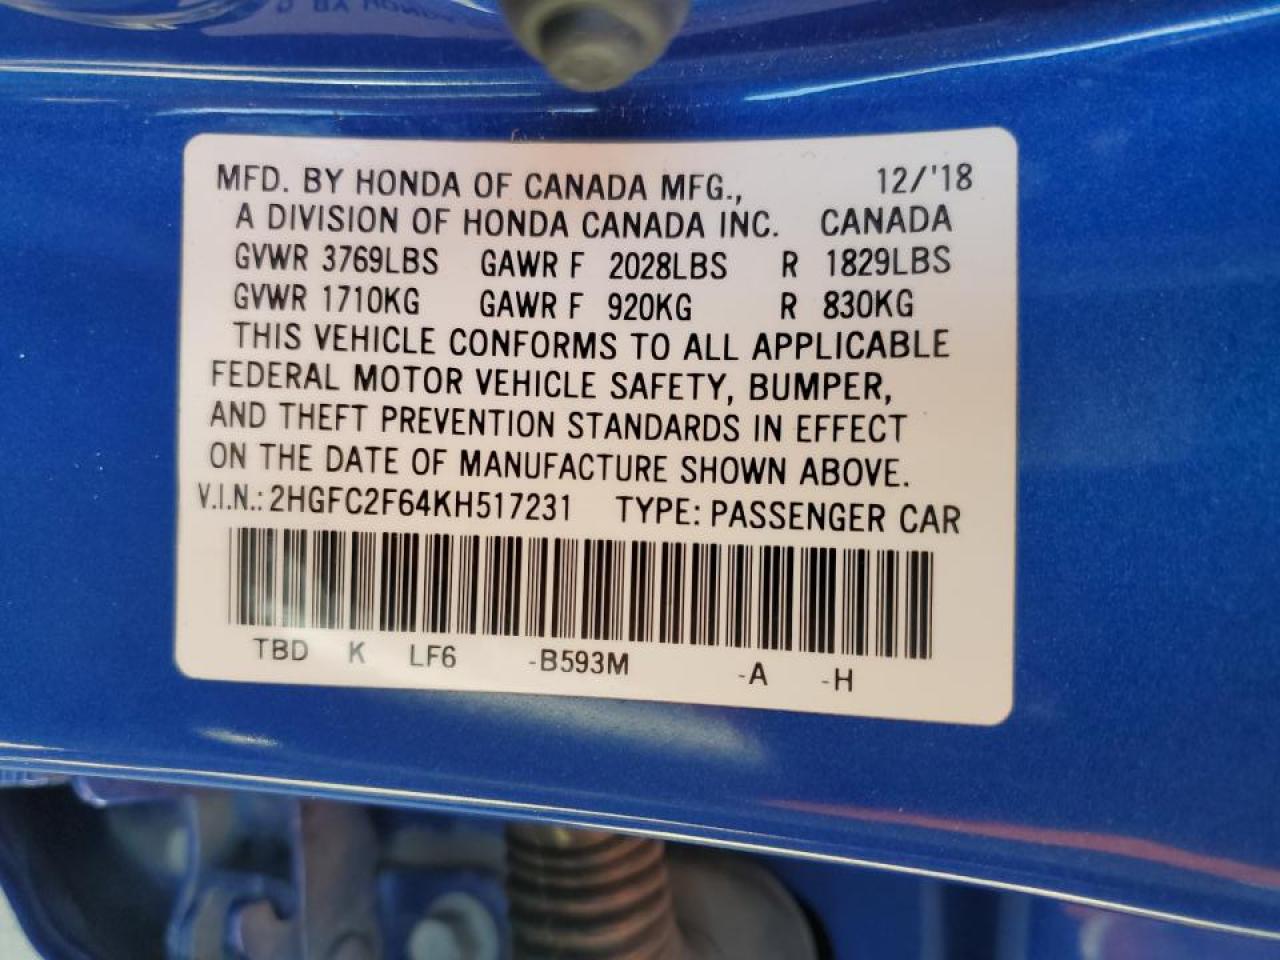 MFD. BY HONDA OF CANADA MFG., 12/'18
A DIVISION OF HONDA CANADA INC. CANADA
GVWR 3769LBS GAWR F 2028LBS R 1829LBS
GVWR 1710KG GAWR F 920KG R 830KG
THIS VEHICLE CONFORMS TO ALL APPLICABLE
FEDERAL MOTOR VEHICLE SAFETY, BUMPER,
AND THEFT PREVENTION STANDARDS IN EFFECT
ON THE DATE OF MANUFACTURE SHOWN ABOVE.
V.I.N.: 2HGFC2F64KH517231 TYPE: PASSENGER CAR
TBD K LF6 -B593M -A -H